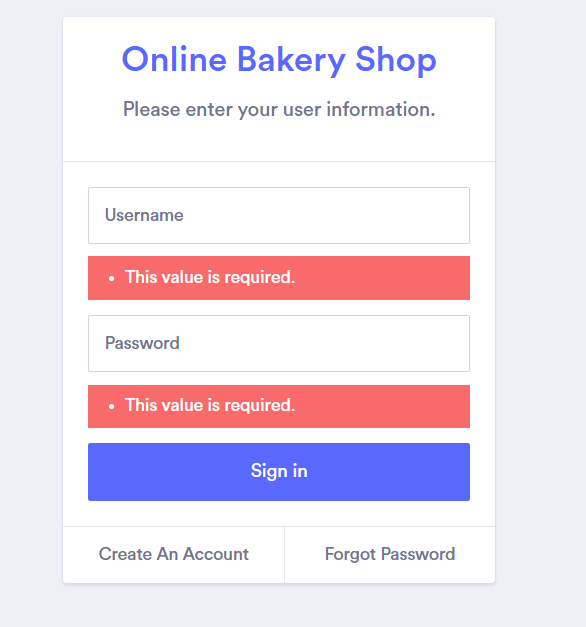 Online Bakery Shop
Please enter your user information.
Username
• This value is required.
Password
• This value is required.
Sign in
Create An Account
Forgot Password